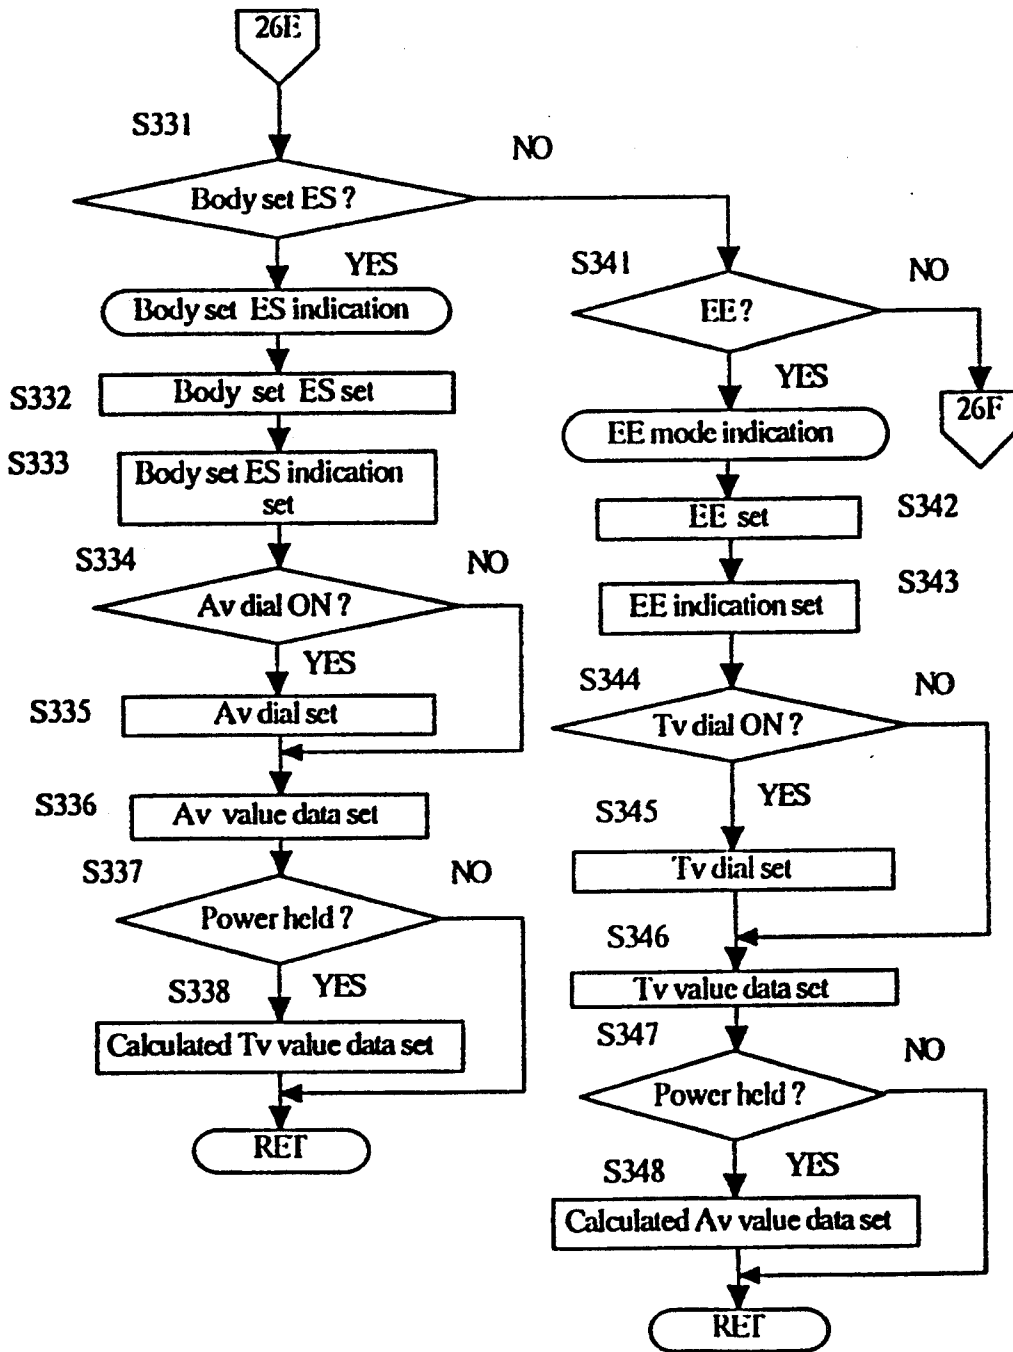 26E
S331
NO
Body set ES ?
YES
Body set ES indication
S332
Body set ES set
S333
Body set ES indication
set
S334
NO
Av dial ON ?
YES
S335
Av dial set
S336
Av value data set
S337
NO
Power held ?
S338
YES
Calculated Tv value data set
RET
S341
NO
EE ?
YES
26F
EE mode indication
S342
EE set
S343
EE indication set
S344
NO
Tv dial ON ?
YES
S345
Tv dial set
S346
Tv value data set
S347
NO
Power held ?
YES
S348
Calculated Av value data set
RET